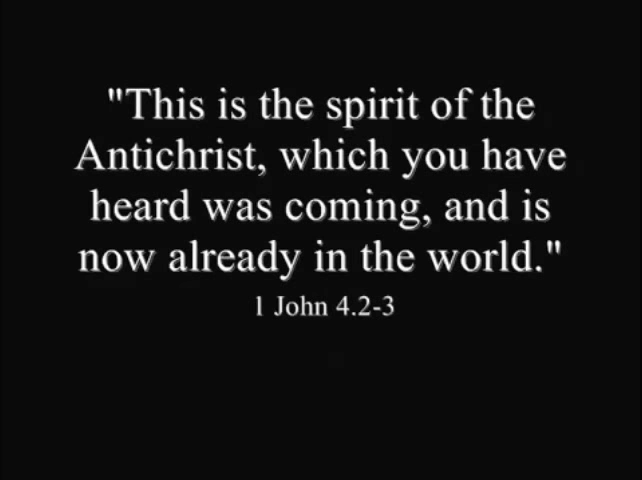 "This is the spirit of the
Antichrist, which you have
heard was coming, and is
now already in the world."
1 John 4.2-3